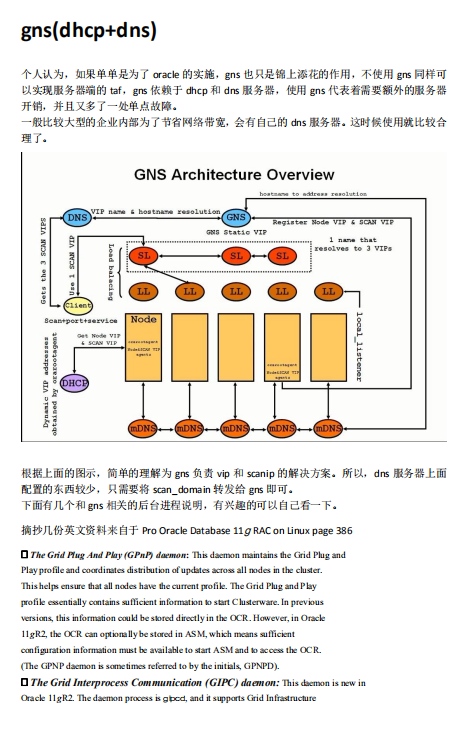 gns(dhcp+dns)
个人认为，如果单单是为了 oracle 的实施，gns 也只是锦上添花的作用，不使用 gns 同样可
以实现服务器端的 taf，gns 依赖于 dhcp 和 dns 服务器，使用 gns 代表着需要额外的服务器
开销，并且又多了一处单点故障。
一般比较大型的企业内部为了节省网络带宽，会有自己的 dns 服务器。这时候使用就比较合
理了。
GNS Architecture Overview
hostname to address resolution
DNS
VIP name & hostname resolution
GNS
Register Node VIP & SCAN VIP
GNS Static VIP
1 name that
resolves to 3 VIPs
Gets the 3 SCAN VIPS
Use 1 SCAN VIP
Load balacing
SL
SL
SL
LL
LL
LL
LL
LL
Client
Scan+port+service
Node
Get Node VIP
& SCAN VIP
orarootagent
Node&SCAN VIP
agents
orarootagent
Node&SCAN VIP
agents
local_listener
DHCP
Dynamic VIP addresses
obtained by orarootagent
mDNS
mDNS
mDNS
mDNS
mDNS
根据上面的图示，简单的理解为 gns 负责 vip 和 scanip 的解决方案。所以，dns 服务器上面
配置的东西较少，只需要将 scan_domain 转发给 gns 即可。
下面有几个和 gns 相关的后台进程说明，有兴趣的可以自己看一下。
摘抄几份英文资料来自于 Pro Oracle Database 11g RAC on Linux page 386
The Grid Plug And Play (GPnP) daemon: This daemon maintains the Grid Plug and
Play profile and coordinates distribution of updates across all nodes in the cluster.
This helps ensure that all nodes have the current profile. The Grid Plug and Play
profile essentially contains sufficient information to start Clusterware. In previous
versions, this information could be stored directly in the OCR. However, in Oracle
11gR2, the OCR can optionally be stored in ASM, which means sufficient
configuration information must be available to start ASM and to access the OCR.
(The GPNP daemon is sometimes referred to by the initials, GPNPD).
The Grid Interprocess Communication (GIPC) daemon: This daemon is new in
Oracle 11gR2. The daemon process is gipcd, and it supports Grid Infrastructure